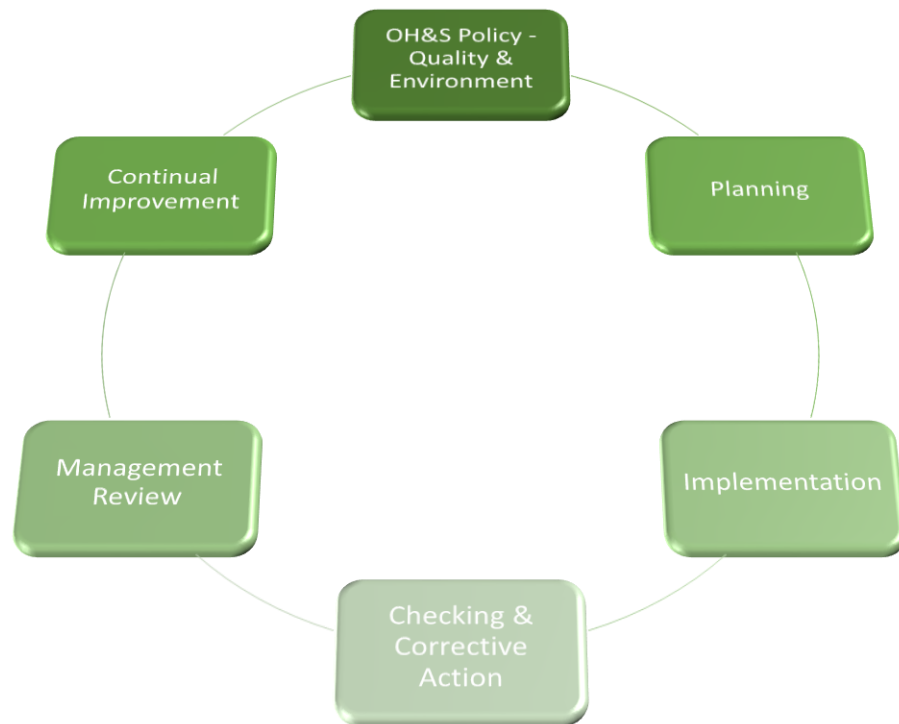 OH&S Policy -
Quality &
Environment
Planning
Implementation
Checking &
Corrective
Action
Management
Review
Continual
Improvement